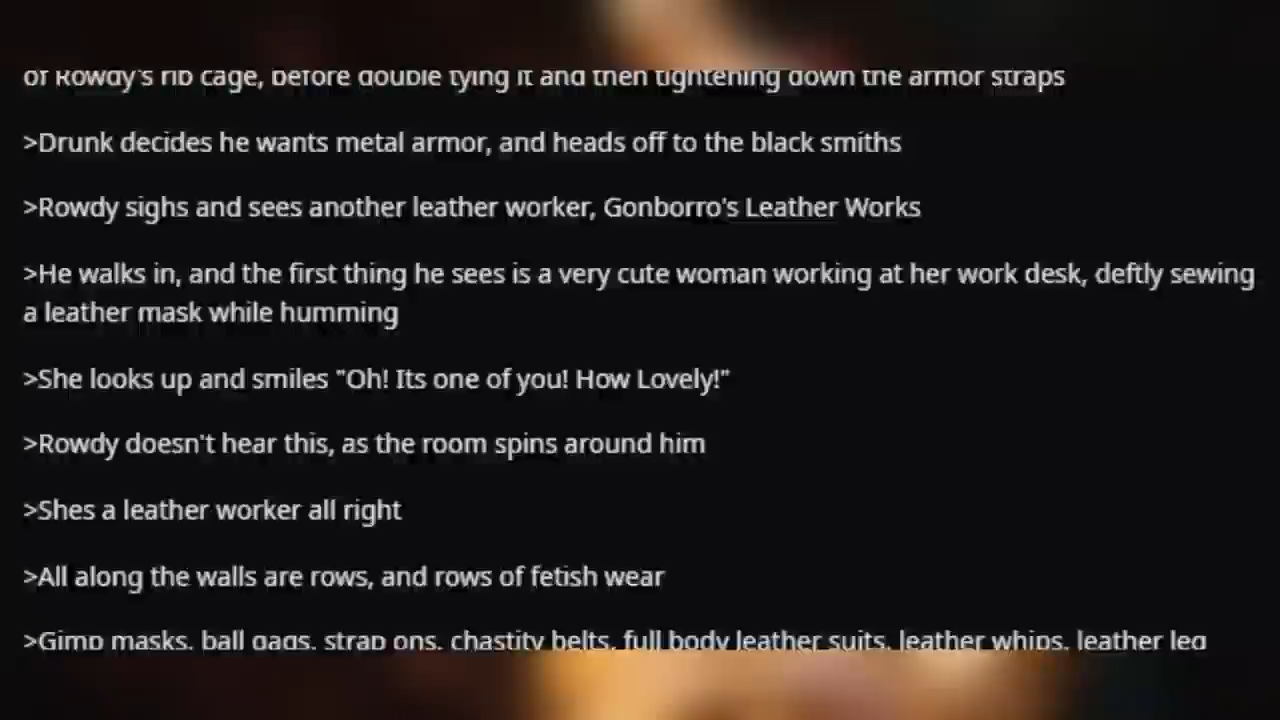 of Rowdy's rib cage, before double tying it and then tightening down the armor straps
>Drunk decides he wants metal armor, and heads off to the black smiths
>Rowdy sighs and sees another leather worker, Gonborro's Leather Works
>He walks in, and the first thing he sees is a very cute woman working at her work desk, deftly sewing
a leather mask while humming
>She looks up and smiles "Oh! Its one of you! How Lovely!"
>Rowdy doesn't hear this, as the room spins around him
>Shes a leather worker all right
>All along the walls are rows, and rows of fetish wear
>Gimp masks, ball gags, strap ons, chastity belts, full body leather suits, leather whips, leather leg